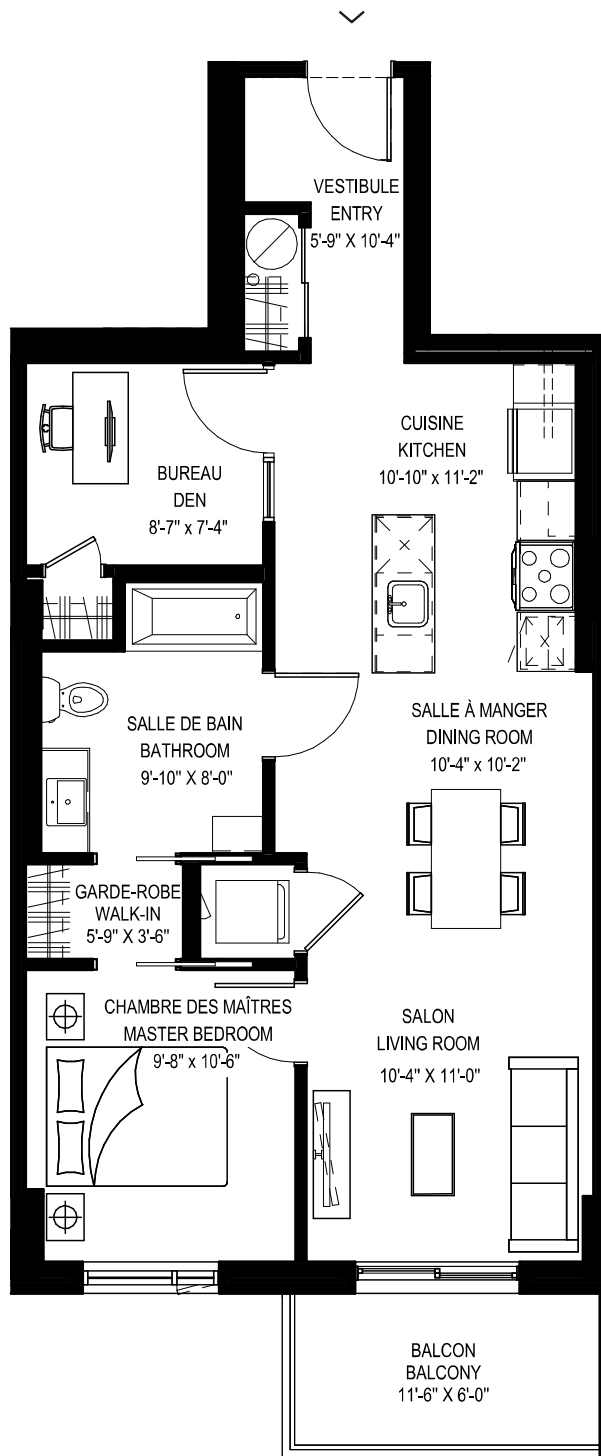 VESTIBULE
ENTRY
5'-9" X 10'-4"
CUISINE
KITCHEN
10'-10" x 11'-2"
BUREAU
DEN
8'-7" x 7'-4"
SALLE DE BAIN
BATHROOM
9'-10" X 8'-0"
SALLE À MANGER
DINING ROOM
10'-4" x 10'-2"
GARDE-ROBE
WALK-IN
5'-9" X 3'-6"
CHAMBRE DES MAÎTRES
MASTER BEDROOM
9'-8" x 10'-6"
SALON
LIVING ROOM
10'-4" X 11'-0"
BALCON
BALCONY
11'-6" X 6'-0"